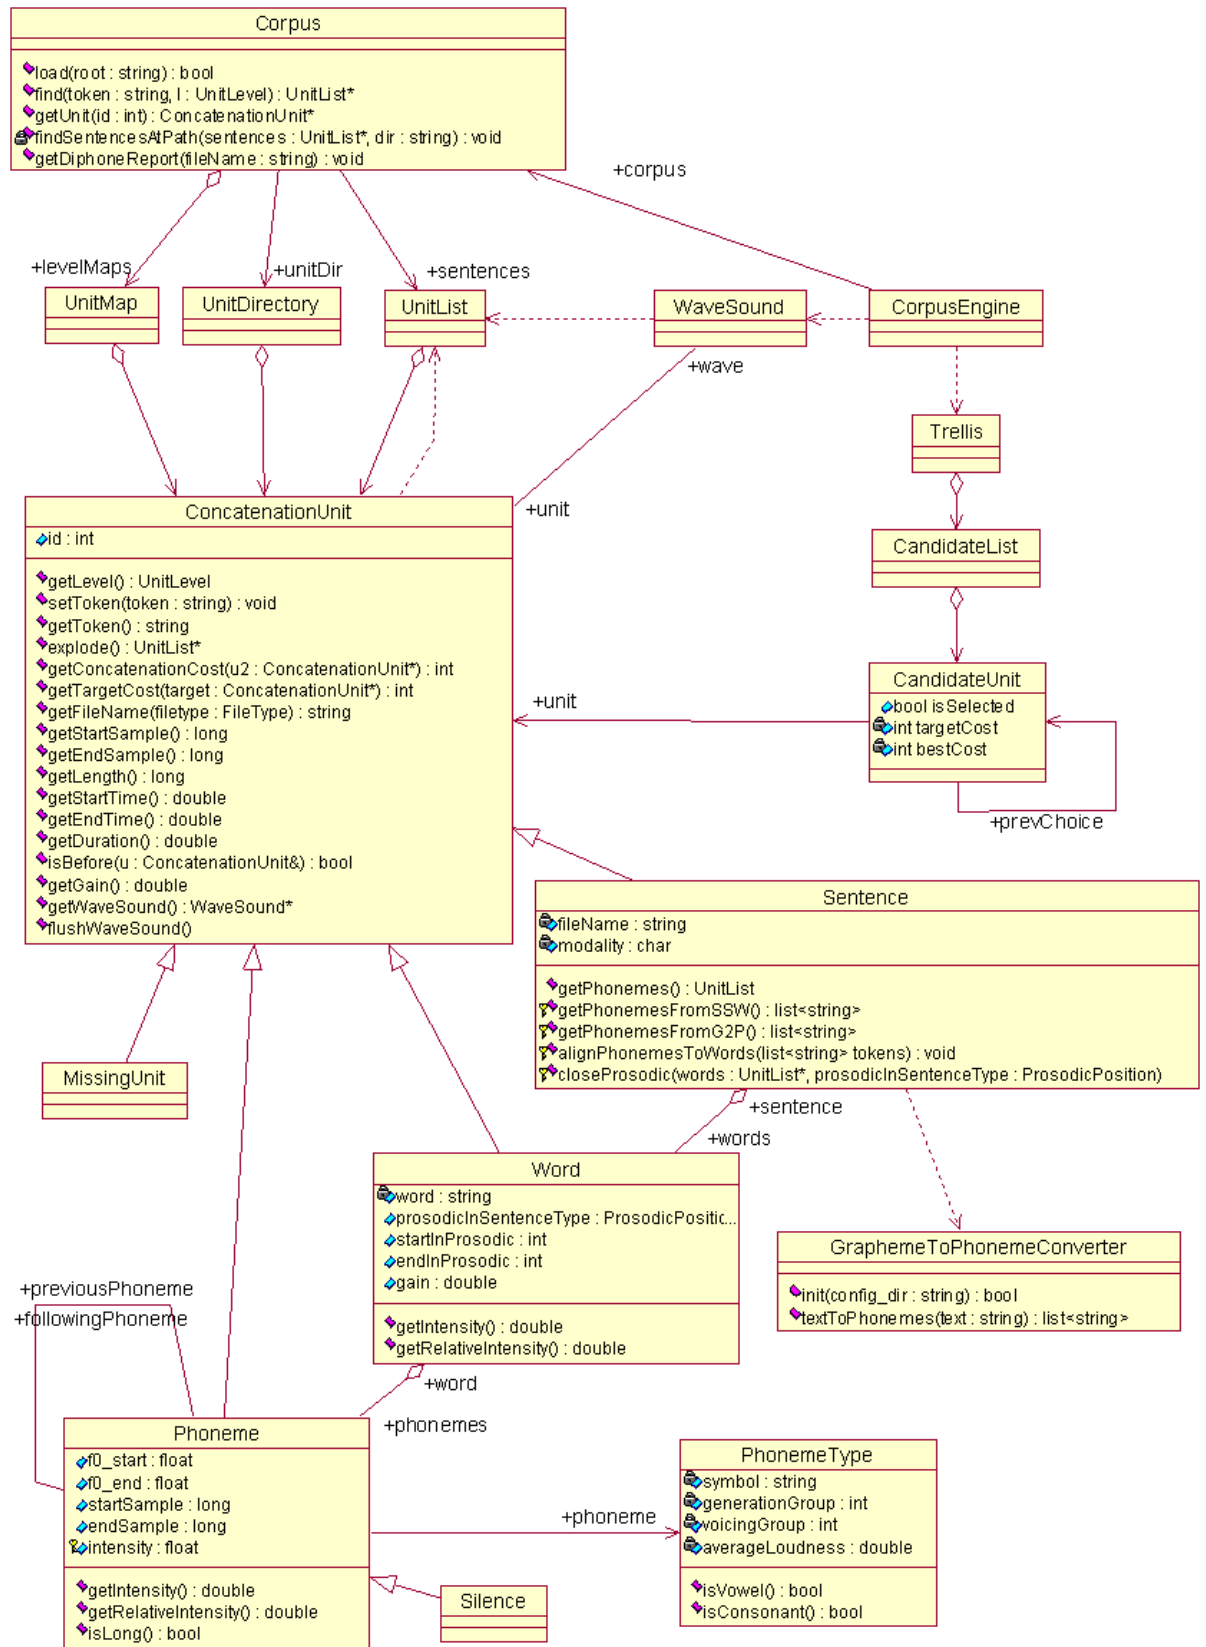 Corpus
load(root : string) : bool
find(token : string, l : UnitLevel) : UnitList*
getUnit(id : int) : ConcatenationUnit*
findSentencesAtPath(sentences : UnitList*, dir : string) : void
getDiphoneReport(fileName : string) : void
+corpus
+levelMaps
+unitDir
+sentences
UnitMap
UnitDirectory
UnitList
WaveSound
CorpusEngine
+wave
Trellis
+unit
ConcatenationUnit
id : int
getLevel() : UnitLevel
setToken(token : string) : void
getToken() : string
explode() : UnitList*
getConcatenationCost(u2 : ConcatenationUnit*) : int
getTargetCost(target : ConcatenationUnit*) : int
getFileName(filetype : FileType) : string
getStartSample() : long
getEndSample() : long
getLength() : long
getStartTime() : double
getEndTime() : double
getDuration() : double
isBefore(u : ConcatenationUnit&) : bool
getGain() : double
getWaveSound() : WaveSound*
flushWaveSound()
CandidateList
CandidateUnit
bool isSelected
int targetCost
int bestCost
+unit
+prevChoice
Sentence
fileName : string
modality : char
getPhonemes() : UnitList
getPhonemesFromSSW() : list<string>
getPhonemesFromG2P() : list<string>
alignPhonemesToWords(list<string> tokens) : void
closeProsodic(words : UnitList*, prosodicInSentenceType : ProsodicPosition)
MissingUnit
+sentence
+words
Word
word : string
prosodicInSentenceType : ProsodicPositic...
startInProsodic : int
endInProsodic : int
gain : double
getIntensity() : double
getRelativeIntensity() : double
GraphemeToPhonemeConverter
init(config_dir : string) : bool
textToPhonemes(text : string) : list<string>
+previousPhoneme
+followingPhoneme
+word
+phonemes
Phoneme
f0_start : float
f0_end : float
startSample : long
endSample : long
intensity : float
getIntensity() : double
getRelativeIntensity() : double
isLong() : bool
+phoneme
PhonemeType
symbol : string
generationGroup : int
voicingGroup : int
averageLoudness : double
isVowel() : bool
isConsonant() : bool
Silence